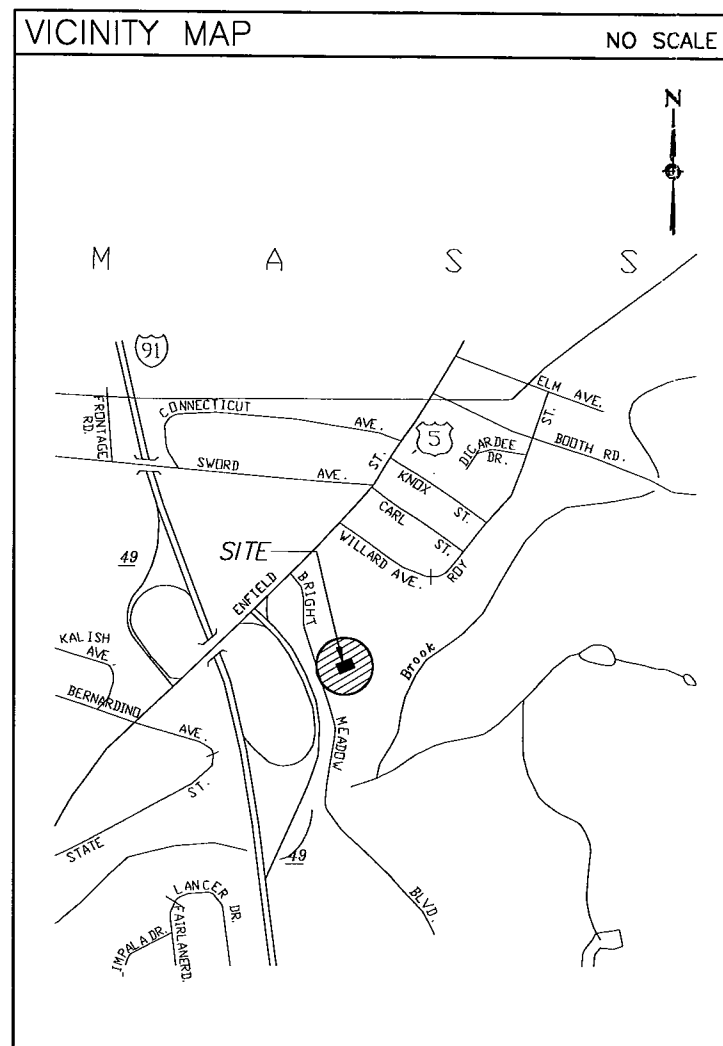 VICINITY MAP
NO SCALE
N
M A S S
91
ELM AVE.
FRONTAGE RD.
CONNECTICUT AVE.
5
ST.
BOOTH RD.
DICARDEE DR.
SWORD AVE.
ST.
KNOX ST.
CARL ST.
49
SITE
WILLARD AVE.
ROY
ENFIELD
BRIGHT
KALISH AVE.
Brook
BERNARDINO AVE.
MEADOW
ST.
STATE
49
LANCER DR.
BLVD.
IMPALA DR.
FAIRLANE RD.